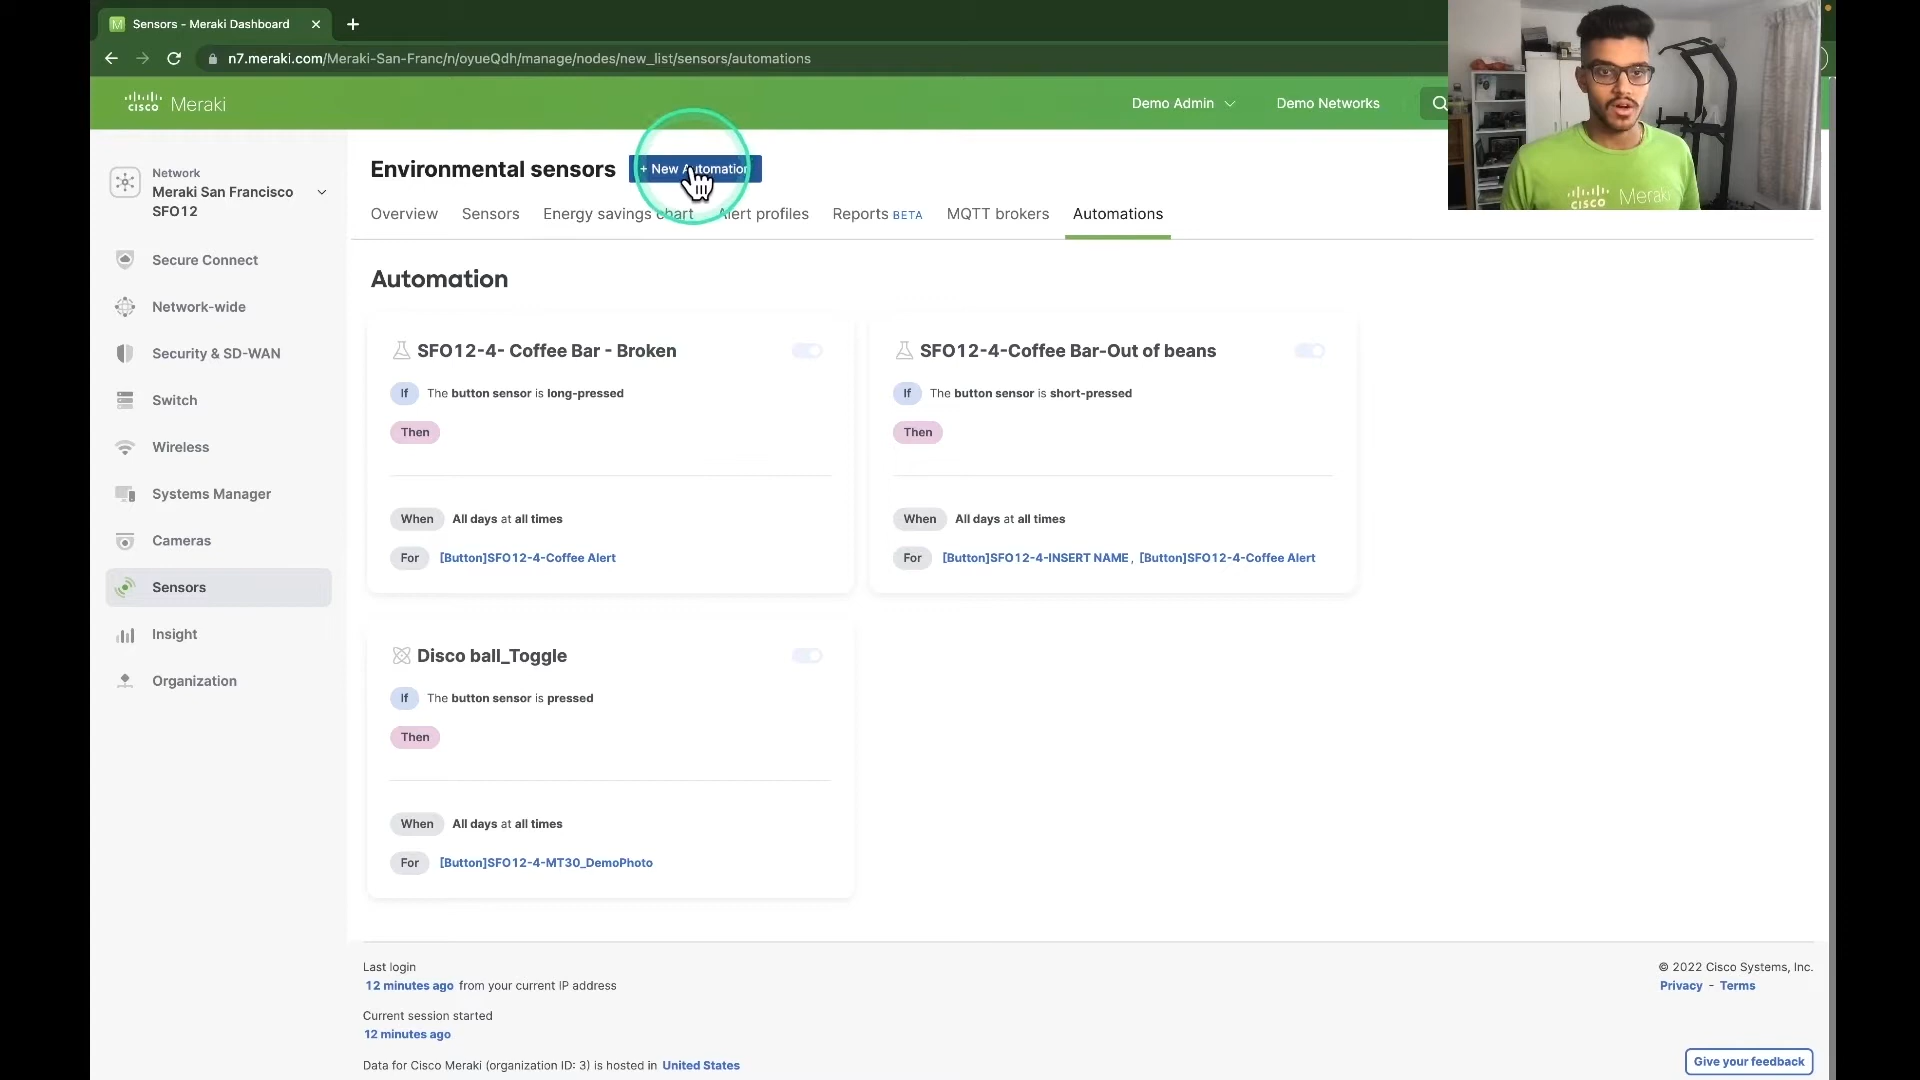 Sensors - Meraki Dashboard
n7.meraki.com/Meraki-San-Franc/n/oyueQdh/manage/nodes/new_list/sensors/automations
CISCO Meraki
Demo Admin
Demo Networks
CISCO Meraki
Network
Meraki San Francisco
SFO12
Secure Connect
Network-wide
Security & SD-WAN
Switch
Wireless
Systems Manager
Cameras
Sensors
Insight
Organization
Environmental sensors
+ New Automation
Overview Sensors Energy savings chart Alert profiles Reports BETA MQTT brokers Automations
Automation
SFO12-4- Coffee Bar - Broken
If The button sensor is long-pressed
Then
When All days at all times
For [Button]SFO12-4-Coffee Alert
SFO12-4-Coffee Bar-Out of beans
If The button sensor is short-pressed
Then
When All days at all times
For [Button]SFO12-4-INSERT NAME , [Button]SFO12-4-Coffee Alert
Disco ball_Toggle
If The button sensor is pressed
Then
When All days at all times
For [Button]SFO12-4-MT30_DemoPhoto
Last login
12 minutes ago from your current IP address
Current session started
12 minutes ago
Data for Cisco Meraki (organization ID: 3) is hosted in United States
© 2022 Cisco Systems, Inc.
Privacy - Terms
Give your feedback